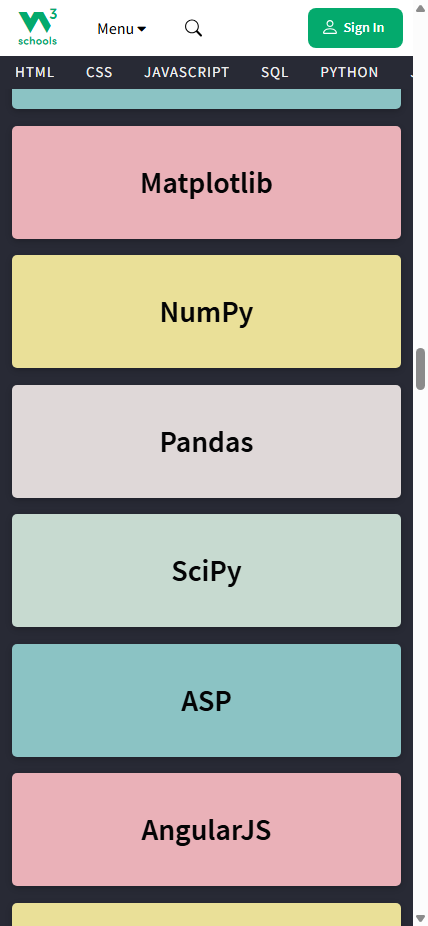 W3
schools
Menu
Sign In
HTML CSS JAVASCRIPT SQL PYTHON
Matplotlib
NumPy
Pandas
SciPy
ASP
AngularJS